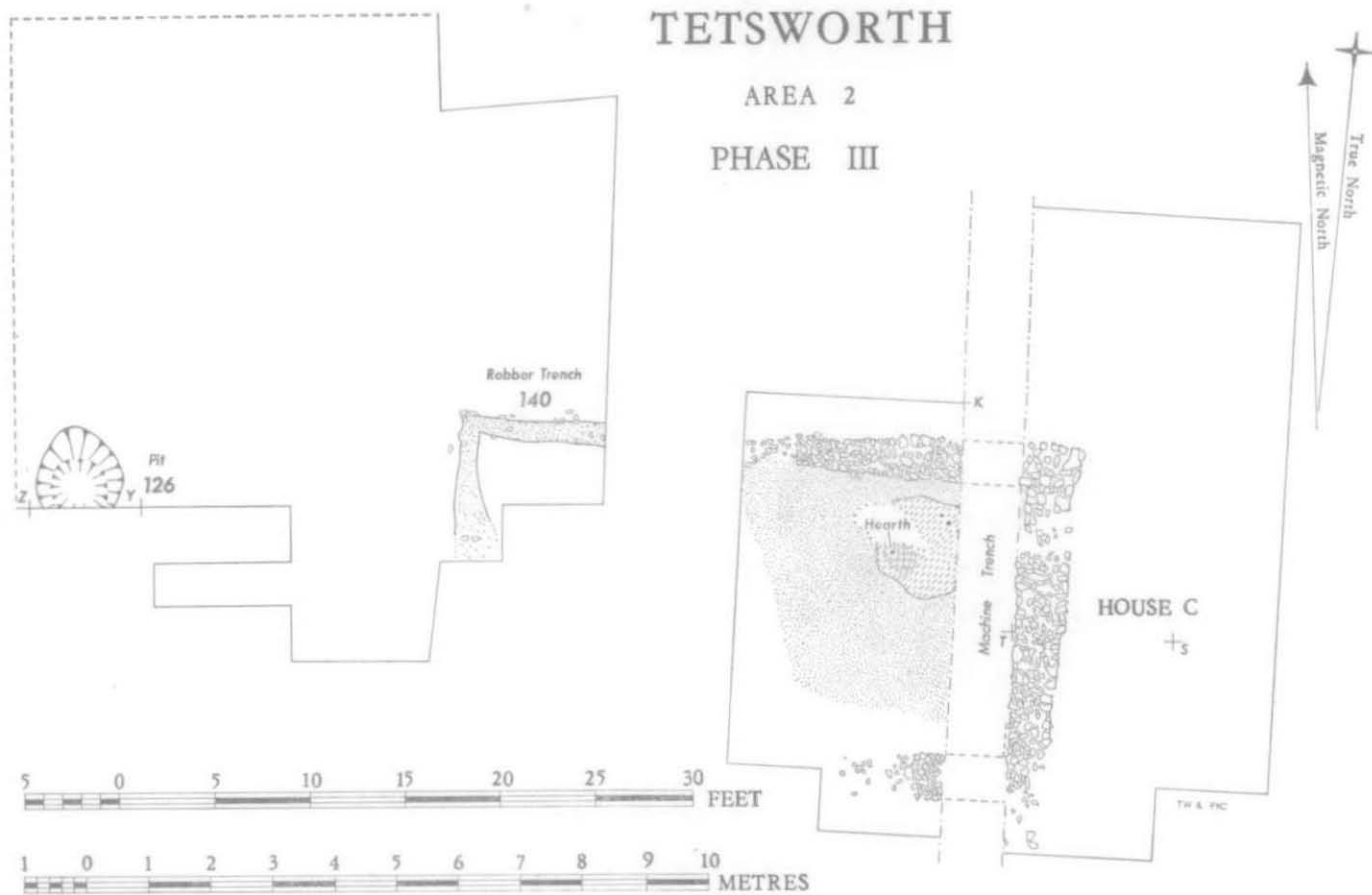 TETSWORTH
AREA 2
PHASE III
True North
Magnetic North
Robber Trench
140
Pit
126
Z
Y
K
Hearth
Machine Trench
HOUSE C
T
S
5 0 5 10 15 20 25 30 FEET
1 0 1 2 3 4 5 6 7 8 9 10 METRES